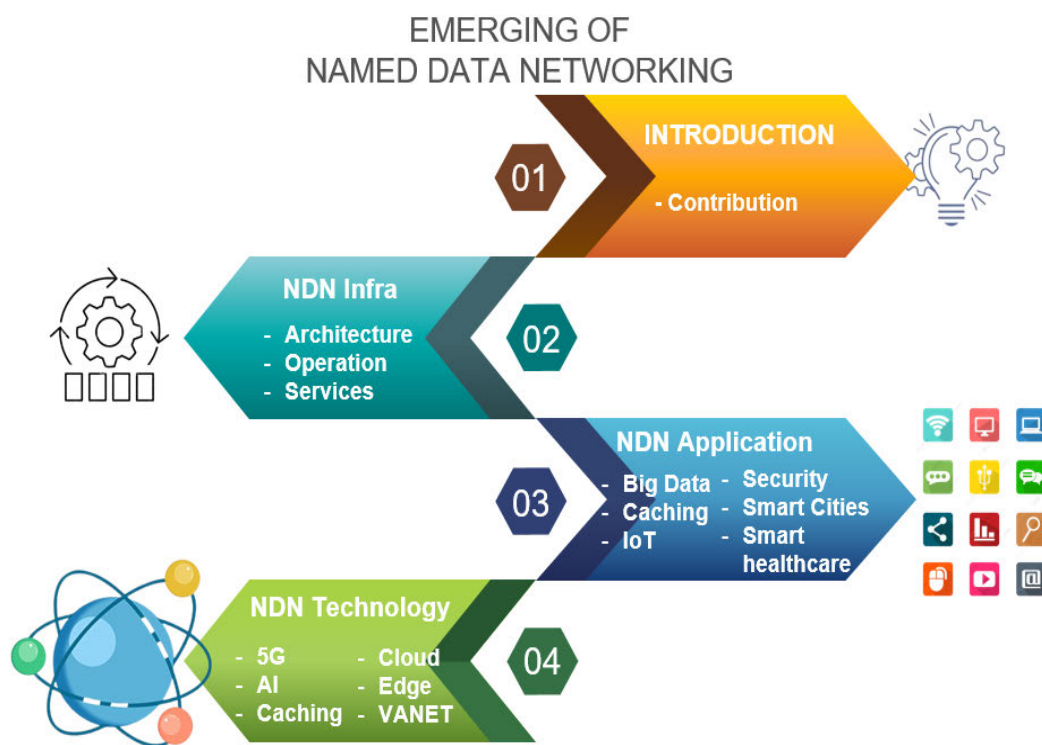 EMERGING OF
NAMED DATA NETWORKING
01
INTRODUCTION
- Contribution
NDN Infra
- Architecture
- Operation
- Services
02
03
NDN Application
- Big Data
- Caching
- IoT
- Security
- Smart Cities
- Smart
healthcare
NDN Technology
- 5G
- AI
- Caching
- Cloud
- Edge
- VANET
04
@